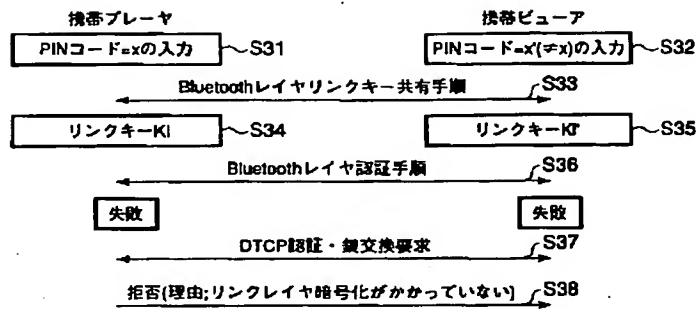 携帯プレーヤ
携帯ビューア
PINコード=xの入力
S31
PINコード=x'(≠x)の入力
S32
Bluetoothレイヤリンクキー共有手順
S33
リンクキーKl
S34
リンクキーKl'
S35
Bluetoothレイヤ認証手順
S36
失敗
失敗
DTCP認証・鍵交換要求
S37
拒否(理由;リンクレイヤ暗号化がかかっていない)
S38